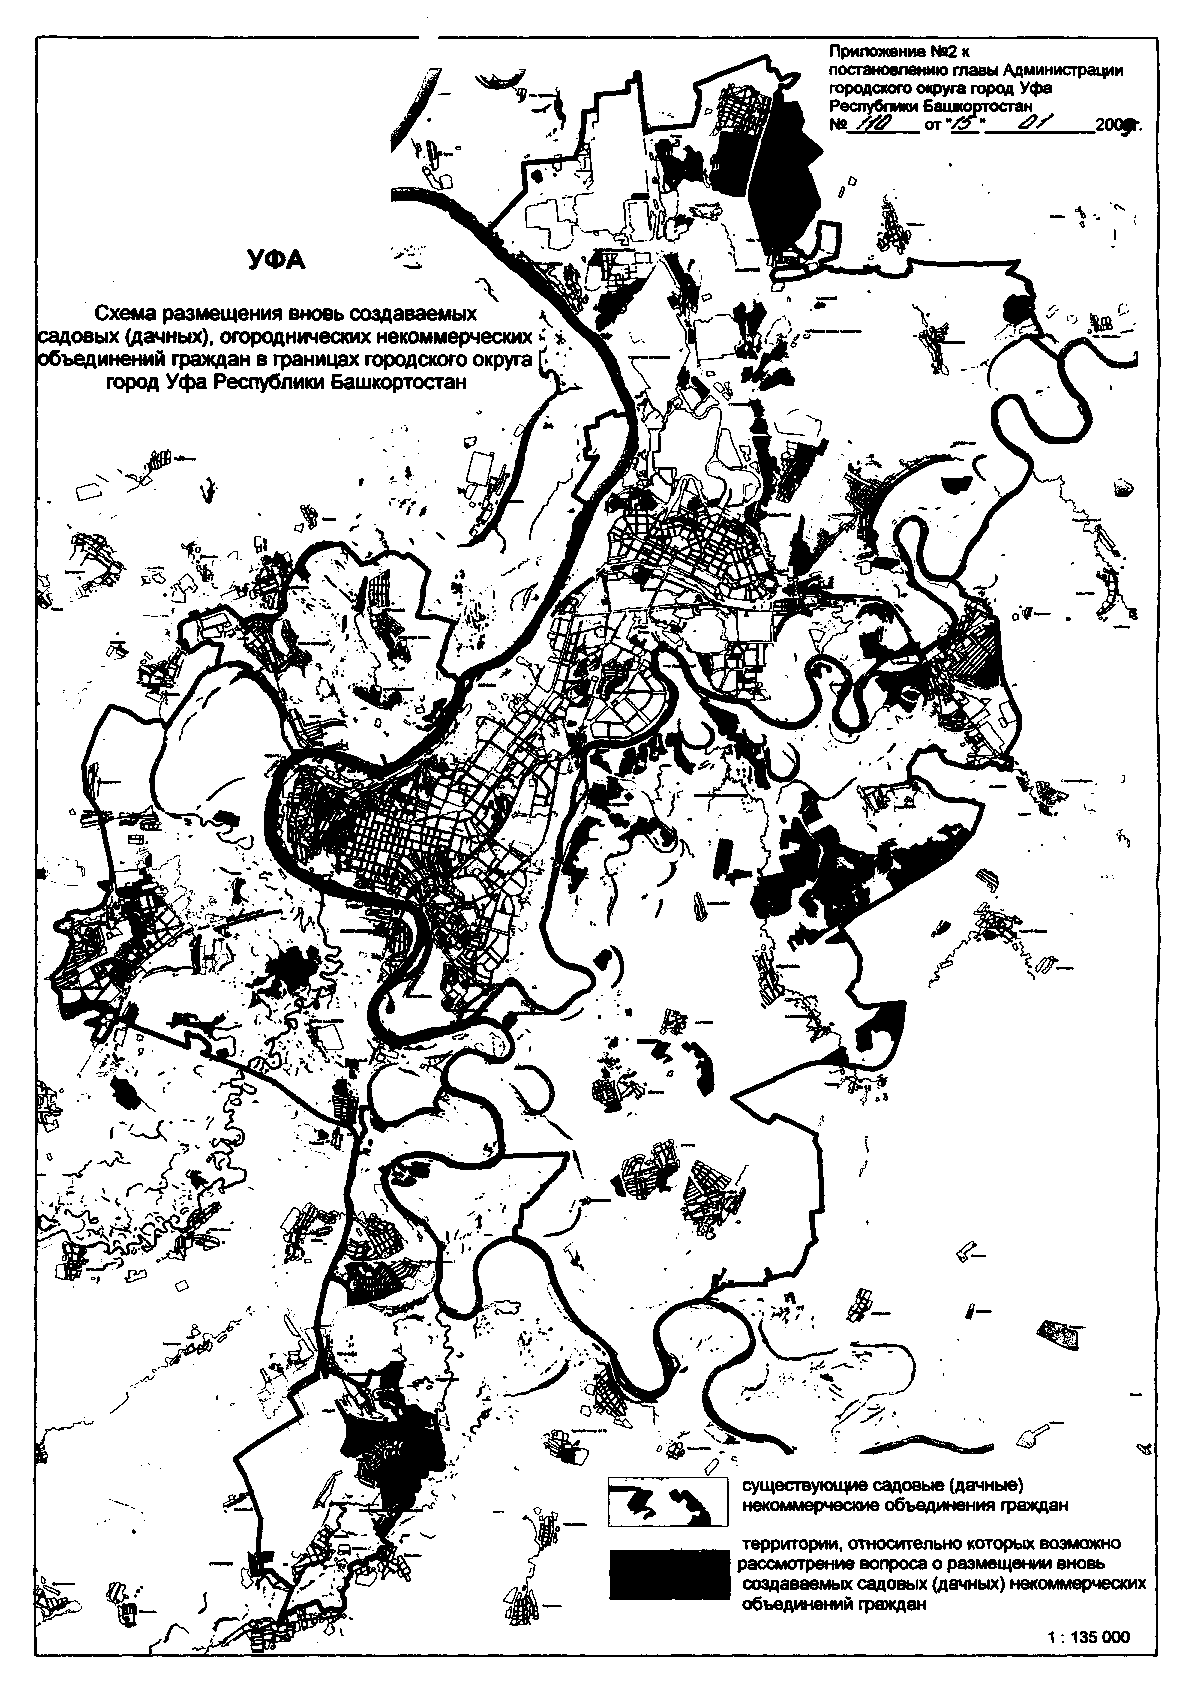 Приложение №2 к
постановлению главы Администрации
городского округа город Уфа
Республики Башкортостан
№ 110 от "15" 01 2009г.
УФА
Схема размещения вновь создаваемых
садовых (дачных), огороднических некоммерческих
объединений граждан в границах городского округа
город Уфа Республики Башкортостан
существующие садовые (дачные)
некоммерческие объединения граждан
территории, относительно которых возможно
рассмотрение вопроса о размещении вновь
создаваемых садовых (дачных) некоммерческих
объединений граждан
1 : 135 000